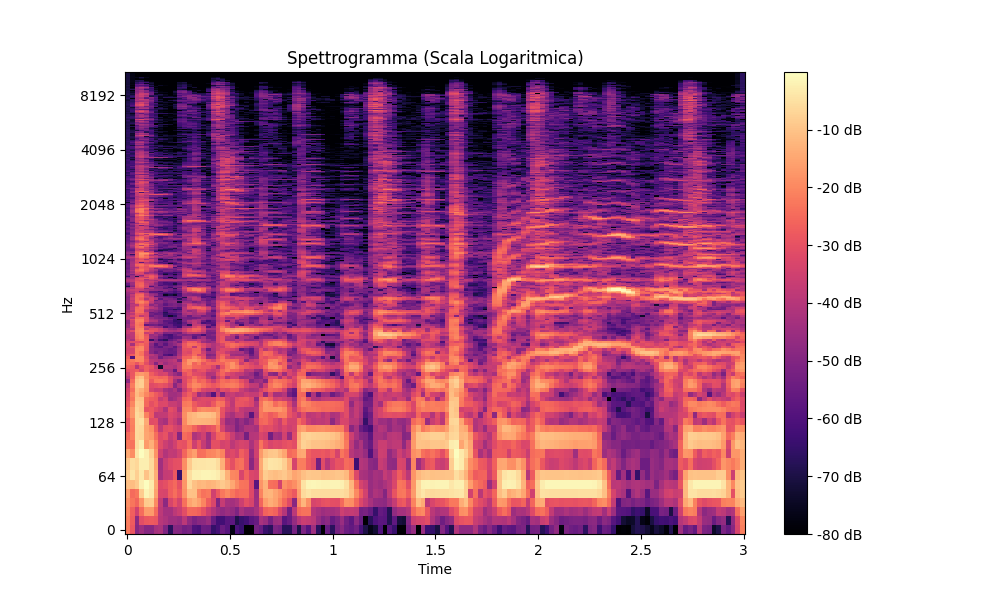 Spettrogramma (Scala Logaritmica)
8192
4096
2048
1024
512
256
128
64
0
Hz
0
0.5
1
1.5
2
2.5
3
Time
-10 dB
-20 dB
-30 dB
-40 dB
-50 dB
-60 dB
-70 dB
-80 dB